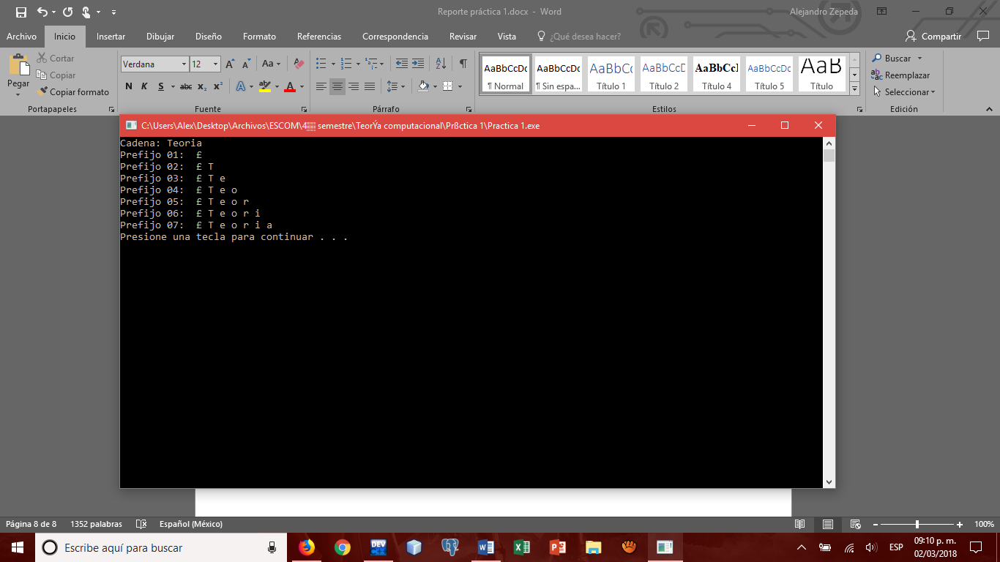 Reporte práctica 1.docx - Word
Alejandro Zepeda
Archivo Inicio Insertar Dibujar Diseño Formato Referencias Correspondencia Revisar Vista ¿Qué desea hacer? Compartir
Pegar
Cortar
Copiar
Copiar formato
Portapapeles
Verdana 12
N K S abc x₂ x²
Fuente
Párrafo
AaBbCcDc AaBbCcDc AaBbCc AaBbCcD AaBbCcI AaBbCcDc AaB
¶ Normal ¶ Sin espa... Título 1 Título 2 Título 4 Título 5 Título
Estilos
Buscar
Reemplazar
Seleccionar
Edición
C:\Users\Alex\Desktop\Archivos\ESCOM\4▒ semestre\TeorÝa computacional\Prßctica 1\Practica 1.exe
Cadena: Teoria
Prefijo 01: £
Prefijo 02: £ T
Prefijo 03: £ T e
Prefijo 04: £ T e o
Prefijo 05: £ T e o r
Prefijo 06: £ T e o r i
Prefijo 07: £ T e o r i a
Presione una tecla para continuar . . .
Página 8 de 8 1352 palabras Español (México) 100%
Escribe aquí para buscar
DEV
ESP
09:10 p. m.
02/03/2018